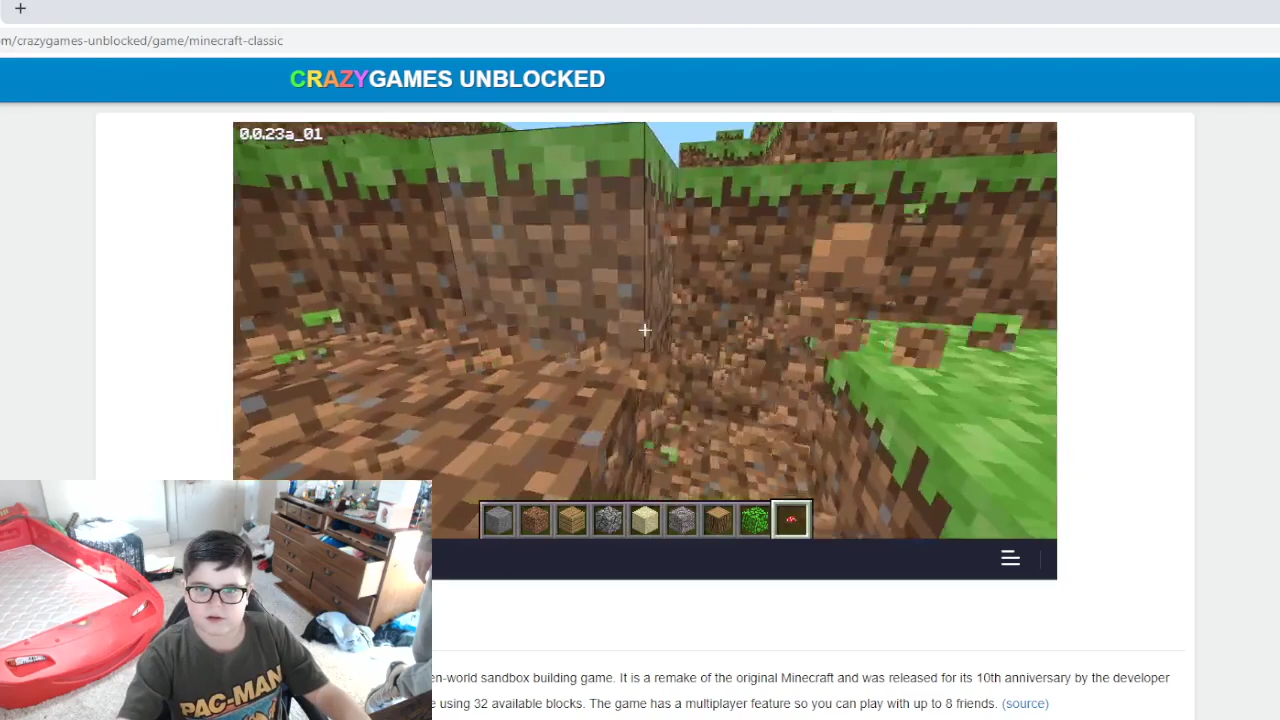 +
m/crazygames-unblocked/game/minecraft-classic
CRAZYGAMES UNBLOCKED
0.0.23a_01
PAC-MAN
en-world sandbox building game. It is a remake of the original Minecraft and was released for its 10th anniversary by the developer
using 32 available blocks. The game has a multiplayer feature so you can play with up to 8 friends. (source)